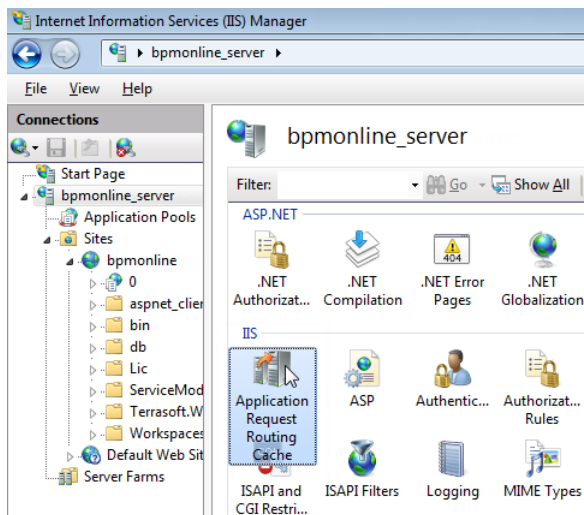 Internet Information Services (IIS) Manager
bpmonline_server
File View Help
Connections
Start Page
bpmonline_server
Application Pools
Sites
bpmonline
0
aspnet_clier
bin
db
Lic
ServiceMod
Terrasoft.W
Workspaces
Default Web Sit
Server Farms
bpmonline_server
Filter: Go Show All
ASP.NET
.NET Authorizat...
.NET Compilation
404
.NET Error Pages
.NET Globalization
IIS
Application Request Routing Cache
ASP
Authentic...
Authorizat... Rules
ISAPI and CGI Restri...
ISAPI Filters
Logging
MIME Types